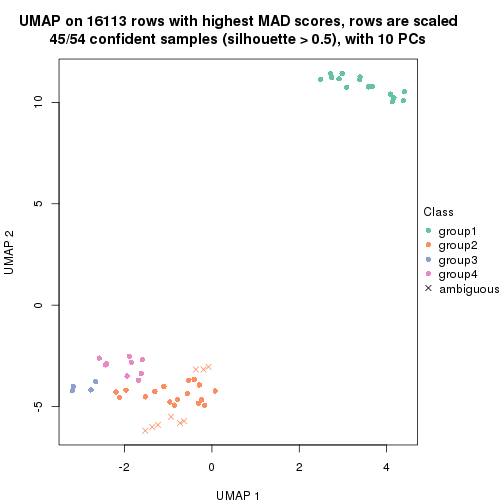 UMAP on 16113 rows with highest MAD scores, rows are scaled
45/54 confident samples (silhouette > 0.5), with 10 PCs
10
5
0
-5
UMAP 2
-2
0
2
4
UMAP 1
Class
group1
group2
group3
group4
ambiguous